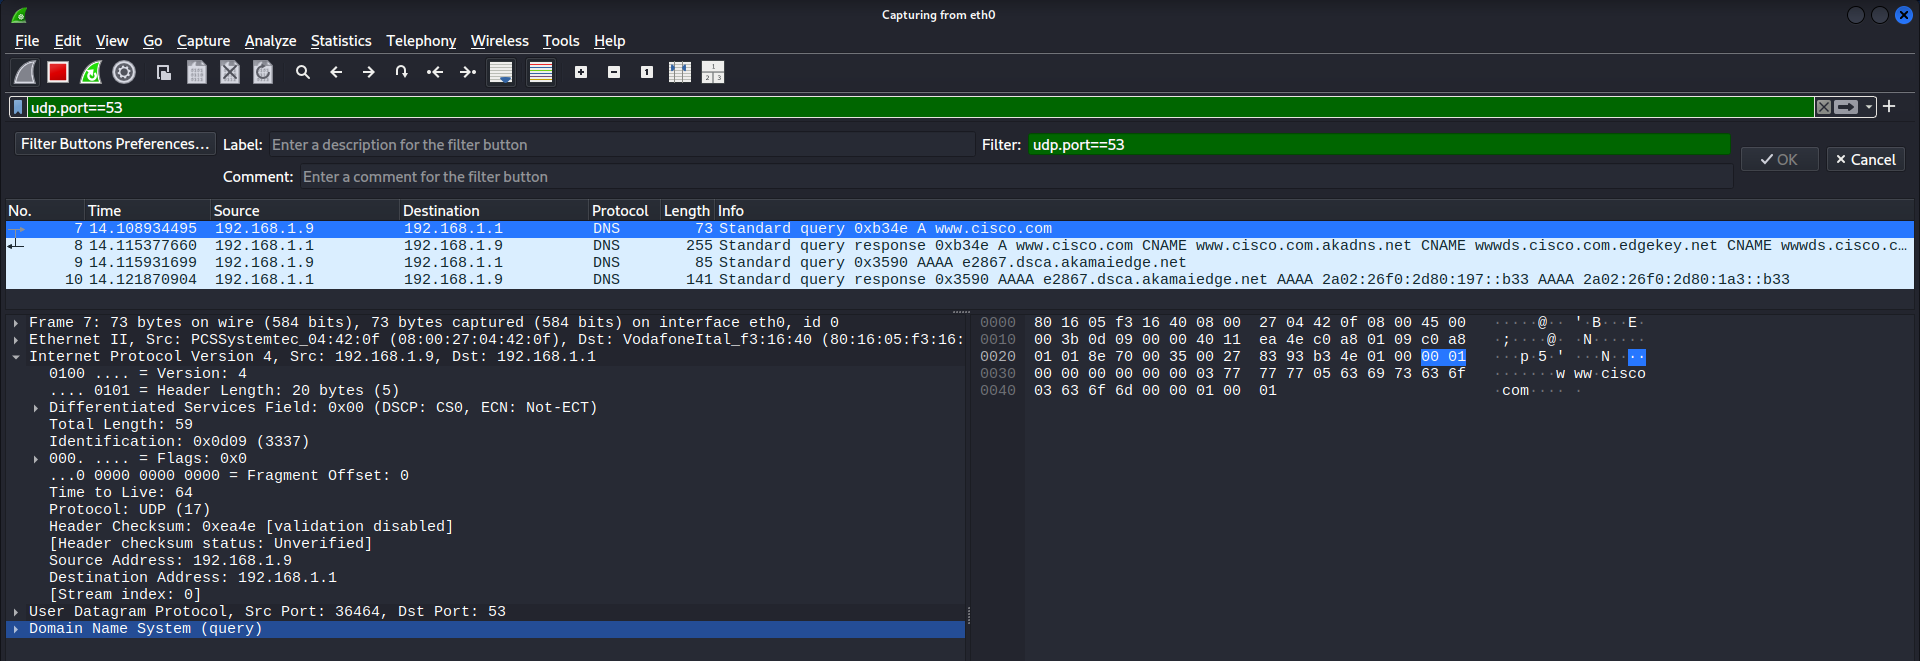 Capturing from eth0
File Edit View Go Capture Analyze Statistics Telephony Wireless Tools Help
udp.port==53
Filter Buttons Preferences... Label: Enter a description for the filter button Filter: udp.port==53
OK Cancel
Comment: Enter a comment for the filter button
No. Time Source Destination Protocol Length Info
7 14.108934495 192.168.1.9 192.168.1.1 DNS 73 Standard query 0xb34e A www.cisco.com
8 14.115377660 192.168.1.1 192.168.1.9 DNS 255 Standard query response 0xb34e A www.cisco.com CNAME www.cisco.com.akadns.net CNAME wwwds.cisco.com.edgekey.net CNAME wwwds.cisco.c...
9 14.115931699 192.168.1.9 192.168.1.1 DNS 85 Standard query 0x3590 AAAA e2867.dsca.akamaiedge.net
10 14.121870904 192.168.1.1 192.168.1.9 DNS 141 Standard query response 0x3590 AAAA e2867.dsca.akamaiedge.net AAAA 2a02:26f0:2d80:197::b33 AAAA 2a02:26f0:2d80:1a3::b33
Frame 7: 73 bytes on wire (584 bits), 73 bytes captured (584 bits) on interface eth0, id 0
Ethernet II, Src: PCSSystemtec_04:42:0f (08:00:27:04:42:0f), Dst: VodafoneItal_f3:16:40 (80:16:05:f3:16:
Internet Protocol Version 4, Src: 192.168.1.9, Dst: 192.168.1.1
0100 .... = Version: 4
.... 0101 = Header Length: 20 bytes (5)
Differentiated Services Field: 0x00 (DSCP: CS0, ECN: Not-ECT)
Total Length: 59
Identification: 0x0d09 (3337)
000. .... = Flags: 0x0
...0 0000 0000 0000 = Fragment Offset: 0
Time to Live: 64
Protocol: UDP (17)
Header Checksum: 0xea4e [validation disabled]
[Header checksum status: Unverified]
Source Address: 192.168.1.9
Destination Address: 192.168.1.1
[Stream index: 0]
User Datagram Protocol, Src Port: 36464, Dst Port: 53
Domain Name System (query)
0000 80 16 05 f3 16 40 08 00 27 04 42 0f 08 00 45 00 ·····@·· '·B···E·
0010 00 3b 0d 09 00 00 40 11 ea 4e c0 a8 01 09 c0 a8 ·;····@· ·N······
0020 01 01 8e 70 00 35 00 27 83 93 b3 4e 01 00 00 01 ···p·5·' ···N····
0030 00 00 00 00 00 00 03 77 77 77 05 63 69 73 63 6f ·······w ww·cisco
0040 03 63 6f 6d 00 00 01 00 01 ·com···· ·